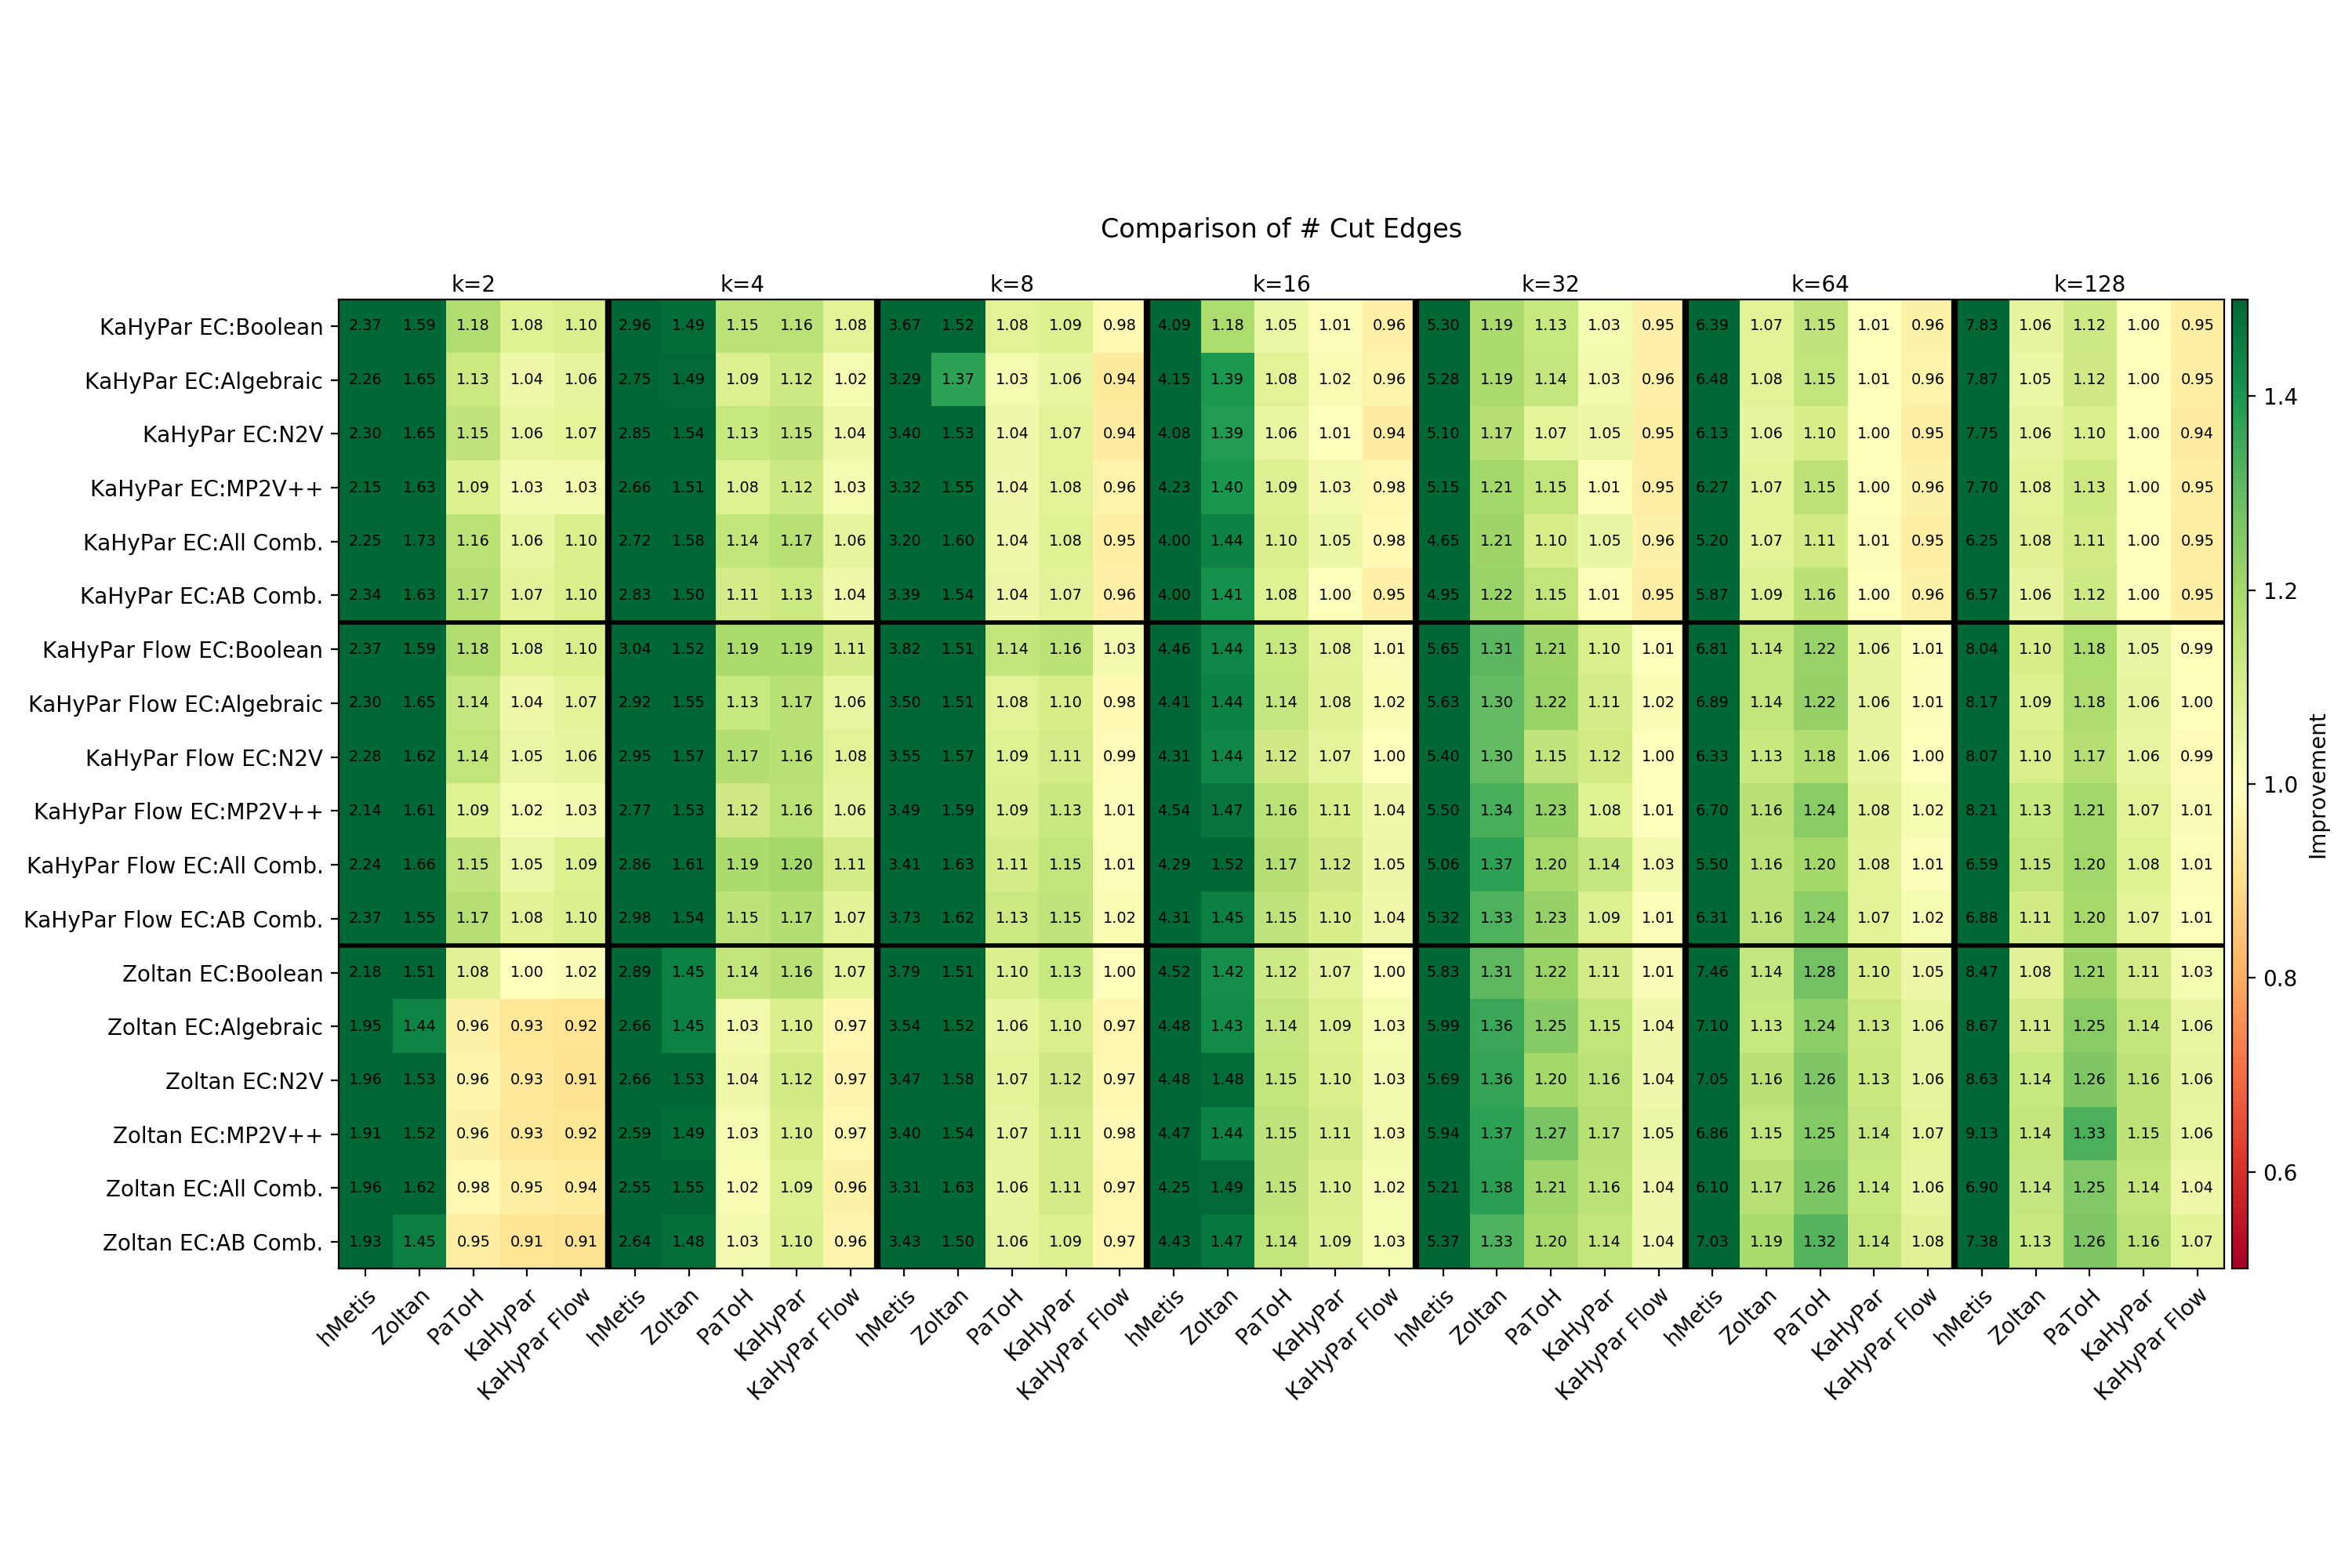 Comparison of # Cut Edges
k=2 k=4 k=8 k=16 k=32 k=64 k=128
KaHyPar EC:Boolean 2.37 1.59 1.18 1.08 1.10 2.96 1.49 1.15 1.16 1.08 3.67 1.52 1.08 1.09 0.98 4.09 1.18 1.05 1.01 0.96 5.30 1.19 1.13 1.03 0.95 6.39 1.07 1.15 1.01 0.96 7.83 1.06 1.12 1.00 0.95
KaHyPar EC:Algebraic 2.26 1.65 1.13 1.04 1.06 2.75 1.49 1.09 1.12 1.02 3.29 1.37 1.03 1.06 0.94 4.15 1.39 1.08 1.02 0.96 5.28 1.19 1.14 1.03 0.96 6.48 1.08 1.15 1.01 0.96 7.87 1.05 1.12 1.00 0.95
KaHyPar EC:N2V 2.30 1.65 1.15 1.06 1.07 2.85 1.54 1.13 1.15 1.04 3.40 1.53 1.04 1.07 0.94 4.08 1.39 1.06 1.01 0.94 5.10 1.17 1.07 1.05 0.95 6.13 1.06 1.10 1.00 0.95 7.75 1.06 1.10 1.00 0.94
KaHyPar EC:MP2V++ 2.15 1.63 1.09 1.03 1.03 2.66 1.51 1.08 1.12 1.03 3.32 1.55 1.04 1.08 0.96 4.23 1.40 1.09 1.03 0.98 5.15 1.21 1.15 1.01 0.95 6.27 1.07 1.15 1.00 0.96 7.70 1.08 1.13 1.00 0.95
KaHyPar EC:All Comb. 2.25 1.73 1.16 1.06 1.10 2.72 1.58 1.14 1.17 1.06 3.20 1.60 1.04 1.08 0.95 4.00 1.44 1.10 1.05 0.98 4.65 1.21 1.10 1.05 0.96 5.20 1.07 1.11 1.01 0.95 6.25 1.08 1.11 1.00 0.95
KaHyPar EC:AB Comb. 2.34 1.63 1.17 1.07 1.10 2.83 1.50 1.11 1.13 1.04 3.39 1.54 1.04 1.07 0.96 4.00 1.41 1.08 1.00 0.95 4.95 1.22 1.15 1.01 0.95 5.87 1.09 1.16 1.00 0.96 6.57 1.06 1.12 1.00 0.95
KaHyPar Flow EC:Boolean 2.37 1.59 1.18 1.08 1.10 3.04 1.52 1.19 1.19 1.11 3.82 1.51 1.14 1.16 1.03 4.46 1.44 1.13 1.08 1.01 5.65 1.31 1.21 1.10 1.01 6.81 1.14 1.22 1.06 1.01 8.04 1.10 1.18 1.05 0.99
KaHyPar Flow EC:Algebraic 2.30 1.65 1.14 1.04 1.07 2.92 1.55 1.13 1.17 1.06 3.50 1.51 1.08 1.10 0.98 4.41 1.44 1.14 1.08 1.02 5.63 1.30 1.22 1.11 1.02 6.89 1.14 1.22 1.06 1.01 8.17 1.09 1.18 1.06 1.00
KaHyPar Flow EC:N2V 2.28 1.62 1.14 1.05 1.06 2.95 1.57 1.17 1.16 1.08 3.55 1.57 1.09 1.11 0.99 4.31 1.44 1.12 1.07 1.00 5.40 1.30 1.15 1.12 1.00 6.33 1.13 1.18 1.06 1.00 8.07 1.10 1.17 1.06 0.99
KaHyPar Flow EC:MP2V++ 2.14 1.61 1.09 1.02 1.03 2.77 1.53 1.12 1.16 1.06 3.49 1.59 1.09 1.13 1.01 4.54 1.47 1.16 1.11 1.04 5.50 1.34 1.23 1.08 1.01 6.70 1.16 1.24 1.08 1.02 8.21 1.13 1.21 1.07 1.01
KaHyPar Flow EC:All Comb. 2.24 1.66 1.15 1.05 1.09 2.86 1.61 1.19 1.20 1.11 3.41 1.63 1.11 1.15 1.01 4.29 1.52 1.17 1.12 1.05 5.06 1.37 1.20 1.14 1.03 5.50 1.16 1.20 1.08 1.01 6.59 1.15 1.20 1.08 1.01
KaHyPar Flow EC:AB Comb. 2.37 1.55 1.17 1.08 1.10 2.98 1.54 1.15 1.17 1.07 3.73 1.62 1.13 1.15 1.02 4.31 1.45 1.15 1.10 1.04 5.32 1.33 1.23 1.09 1.01 6.31 1.16 1.24 1.07 1.02 6.88 1.11 1.20 1.07 1.01
Zoltan EC:Boolean 2.18 1.51 1.08 1.00 1.02 2.89 1.45 1.14 1.16 1.07 3.79 1.51 1.10 1.13 1.00 4.52 1.42 1.12 1.07 1.00 5.83 1.31 1.22 1.11 1.01 7.46 1.14 1.28 1.10 1.05 8.47 1.08 1.21 1.11 1.03
Zoltan EC:Algebraic 1.95 1.44 0.96 0.93 0.92 2.66 1.45 1.03 1.10 0.97 3.54 1.52 1.06 1.10 0.97 4.48 1.43 1.14 1.09 1.03 5.99 1.36 1.25 1.15 1.04 7.10 1.13 1.24 1.13 1.06 8.67 1.11 1.25 1.14 1.06
Zoltan EC:N2V 1.96 1.53 0.96 0.93 0.91 2.66 1.53 1.04 1.12 0.97 3.47 1.58 1.07 1.12 0.97 4.48 1.48 1.15 1.10 1.03 5.69 1.36 1.20 1.16 1.04 7.05 1.16 1.26 1.13 1.06 8.63 1.14 1.26 1.16 1.06
Zoltan EC:MP2V++ 1.91 1.52 0.96 0.93 0.92 2.59 1.49 1.03 1.10 0.97 3.40 1.54 1.07 1.11 0.98 4.47 1.44 1.15 1.11 1.03 5.94 1.37 1.27 1.17 1.05 6.86 1.15 1.25 1.14 1.07 9.13 1.14 1.33 1.15 1.06
Zoltan EC:All Comb. 1.96 1.62 0.98 0.95 0.94 2.55 1.55 1.02 1.09 0.96 3.31 1.63 1.06 1.11 0.97 4.25 1.49 1.15 1.10 1.02 5.21 1.38 1.21 1.16 1.04 6.10 1.17 1.26 1.14 1.06 6.90 1.14 1.25 1.14 1.04
Zoltan EC:AB Comb. 1.93 1.45 0.95 0.91 0.91 2.64 1.48 1.03 1.10 0.96 3.43 1.50 1.06 1.09 0.97 4.43 1.47 1.14 1.09 1.03 5.37 1.33 1.20 1.14 1.04 7.03 1.19 1.32 1.14 1.08 7.38 1.13 1.26 1.16 1.07
hMetis Zoltan PaToH KaHyPar KaHyPar Flow hMetis Zoltan PaToH KaHyPar KaHyPar Flow hMetis Zoltan PaToH KaHyPar KaHyPar Flow hMetis Zoltan PaToH KaHyPar KaHyPar Flow hMetis Zoltan PaToH KaHyPar KaHyPar Flow hMetis Zoltan PaToH KaHyPar KaHyPar Flow hMetis Zoltan PaToH KaHyPar KaHyPar Flow
1.4
1.2
1.0
0.8
0.6
Improvement